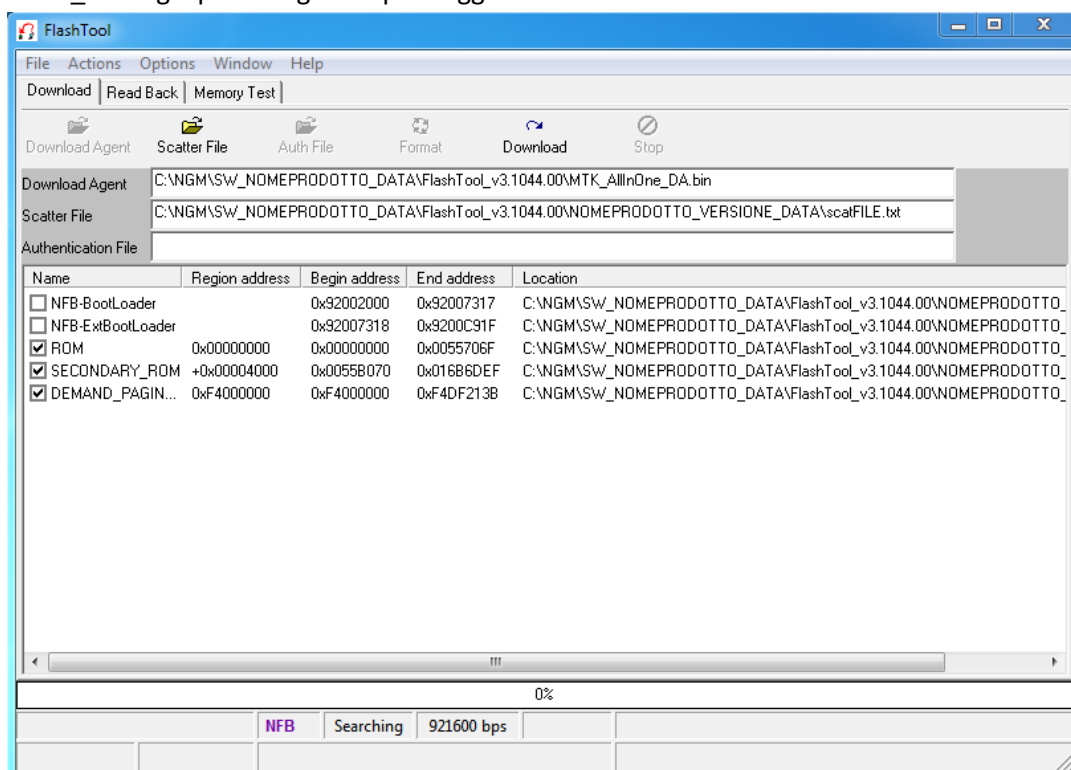 FlashTool
File Actions Options Window Help
Download Read Back Memory Test
Download Agent Scatter File Auth File Format Download Stop
Download Agent C:\NGM\SW_NOMEPRODOTTO_DATA\FlashTool_v3.1044.00\MTK_AllInOne_DA.bin
Scatter File C:\NGM\SW_NOMEPRODOTTO_DATA\FlashTool_v3.1044.00\NOMEPRODOTTO_VERSIONE_DATA\scatFILE.txt
Authentication File
Name Region address Begin address End address Location
NFB-BootLoader 0x92002000 0x92007317 C:\NGM\SW_NOMEPRODOTTO_DATA\FlashTool_v3.1044.00\NOMEPRODOTTO_
NFB-ExtBootLoader 0x92007318 0x9200C91F C:\NGM\SW_NOMEPRODOTTO_DATA\FlashTool_v3.1044.00\NOMEPRODOTTO_
ROM 0x00000000 0x00000000 0x0055706F C:\NGM\SW_NOMEPRODOTTO_DATA\FlashTool_v3.1044.00\NOMEPRODOTTO_
SECONDARY_ROM +0x00004000 0x0055B070 0x016B6DEF C:\NGM\SW_NOMEPRODOTTO_DATA\FlashTool_v3.1044.00\NOMEPRODOTTO_
DEMAND_PAGIN... 0xF4000000 0xF4000000 0xF4DF213B C:\NGM\SW_NOMEPRODOTTO_DATA\FlashTool_v3.1044.00\NOMEPRODOTTO_
0%
NFB Searching 921600 bps